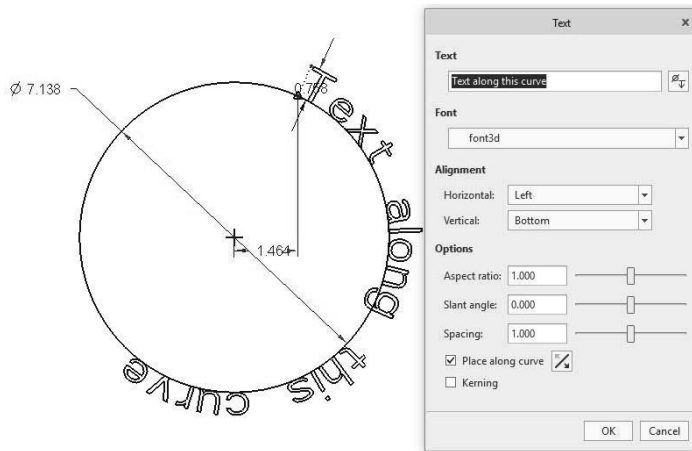 Text
Text
Text along this curve
Font
font3d
Alignment
Horizontal: Left
Vertical: Bottom
Options
Aspect ratio: 1.000
Slant angle: 0.000
Spacing: 1.000
Place along curve
Kerning
OK Cancel
Ø 7.138
0.768
1.464
Text along this curve